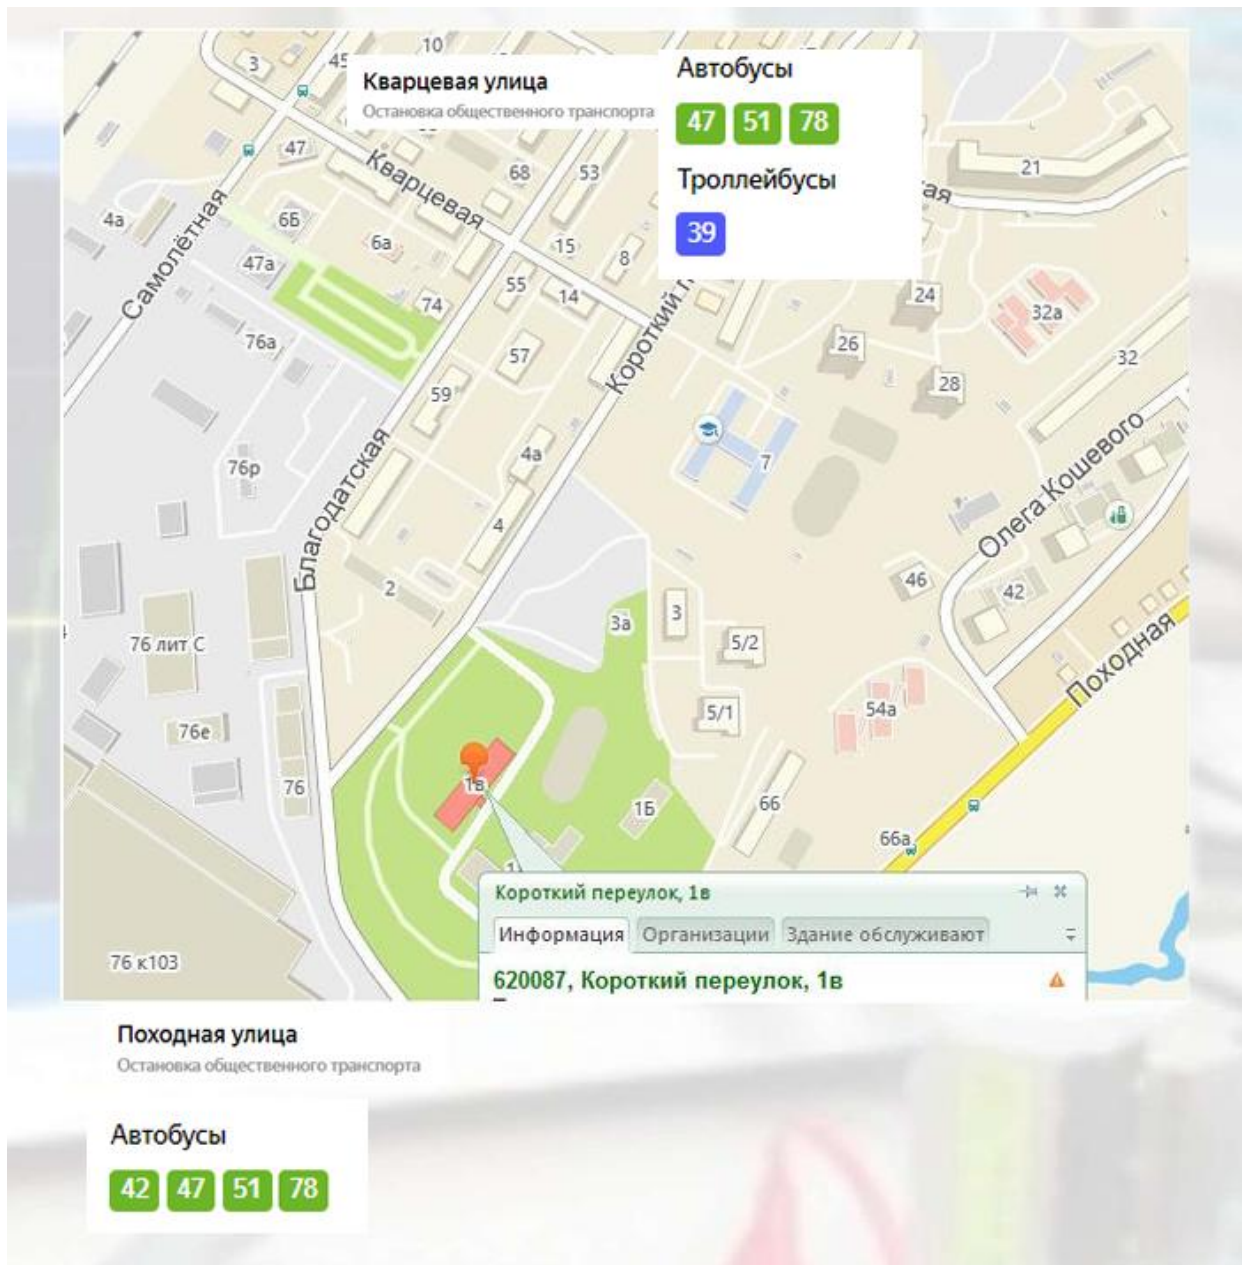 10
3
45
Кварцевая улица
Остановка общественного транспорта
Автобусы
47 51 78
Троллейбусы
39
47
Кварцевая
68
53
21
ая
4а
Самолётная
6Б
6а
15
8
47а
55
14
74
24
32а
76а
57
Короткий п
26
32
59
28
76р
Благодатская
4а
7
Олега Кошевого
4
2
46
42
76 лит С
3а
3
5/2
Походная
76е
5/1
54а
76
1в
1Б
66
66а
1
Короткий переулок, 1в
Информация Организации Здание обслуживают
76 к103
620087, Короткий переулок, 1в
Походная улица
Остановка общественного транспорта
Автобусы
42 47 51 78